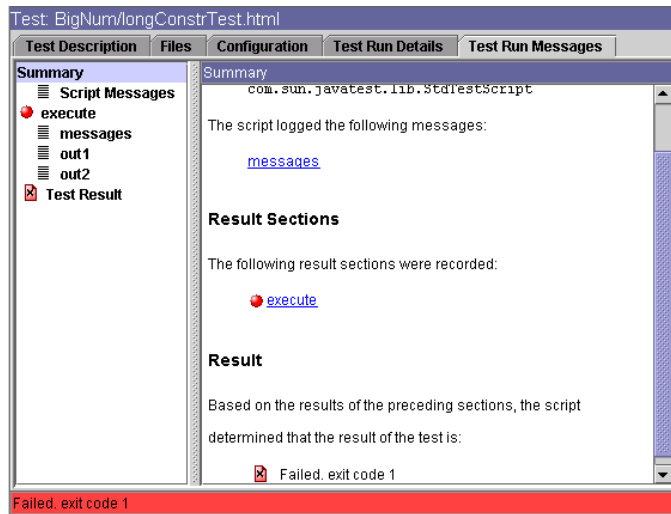 Test: BigNum/longConstrTest.html
Test Description
Files
Configuration
Test Run Details
Test Run Messages
Summary
Script Messages
execute
messages
out1
out2
Test Result
Summary
com.sun.javatest.lib.StdTestScript
The script logged the following messages:
messages
Result Sections
The following result sections were recorded:
execute
Result
Based on the results of the preceding sections, the script
determined that the result of the test is:
Failed. exit code 1
Failed. exit code 1